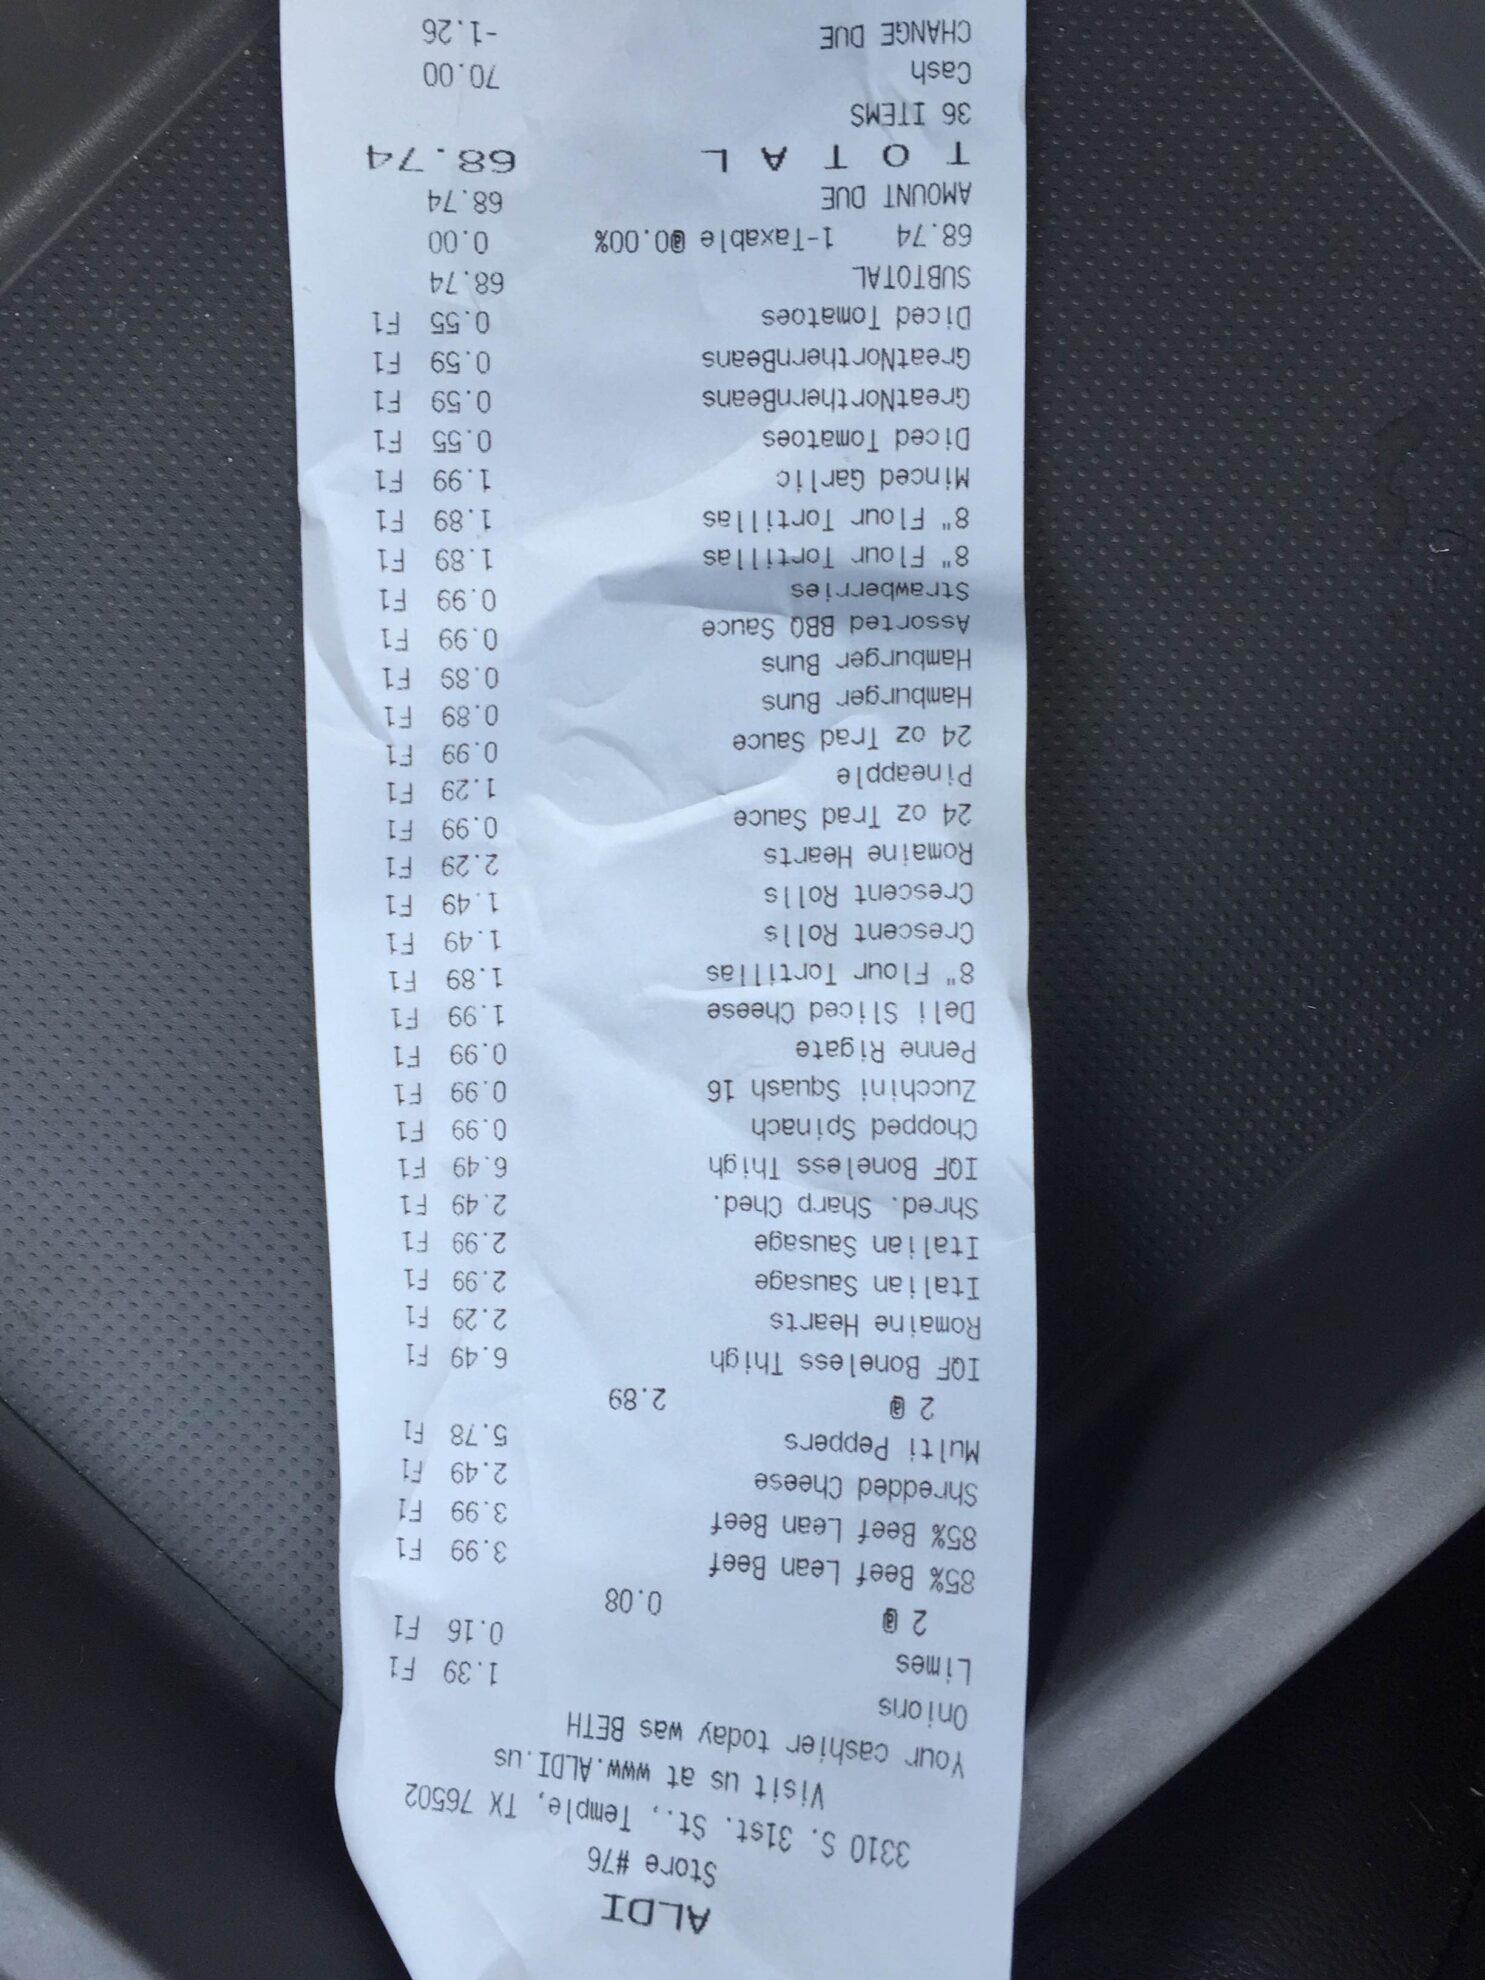 ALDI
Store #76
3310 S. 31st. St., Temple, TX 76502
Visit us at www.ALDI.us
Your cashier today was BETH
Onions 1.39 F1
Limes 0.16 F1
2 @ 0.08
85% Beef Lean Beef 3.99 F1
85% Beef Lean Beef 3.99 F1
Shredded Cheese 2.49 F1
Multi Peppers 5.78 F1
2 @ 2.89
IQF Boneless Thigh 6.49 F1
Romaine Hearts 2.29 F1
Italian Sausage 2.99 F1
Italian Sausage 2.99 F1
Shred. Sharp Ched. 2.49 F1
IQF Boneless Thigh 6.49 F1
Chopped Spinach 0.99 F1
Zucchini Squash 16 0.99 F1
Penne Rigate 0.99 F1
Deli Sliced Cheese 1.99 F1
8" Flour Tortillas 1.89 F1
Crescent Rolls 1.49 F1
Crescent Rolls 1.49 F1
Romaine Hearts 2.29 F1
24 oz Trad Sauce 0.99 F1
Pineapple 1.29 F1
24 oz Trad Sauce 0.99 F1
Hamburger Buns 0.89 F1
Hamburger Buns 0.89 F1
Assorted BBQ Sauce 0.99 F1
Strawberries 0.99 F1
8" Flour Tortillas 1.89 F1
8" Flour Tortillas 1.89 F1
Minced Garlic 1.99 F1
Diced Tomatoes 0.55 F1
GreatNorthernBeans 0.59 F1
GreatNorthernBeans 0.59 F1
Diced Tomatoes 0.55 F1
SUBTOTAL 68.74
68.74 1-Taxable @0.00% 0.00
AMOUNT DUE 68.74
T O T A L 68.74
36 ITEMS
Cash 70.00
CHANGE DUE -1.26